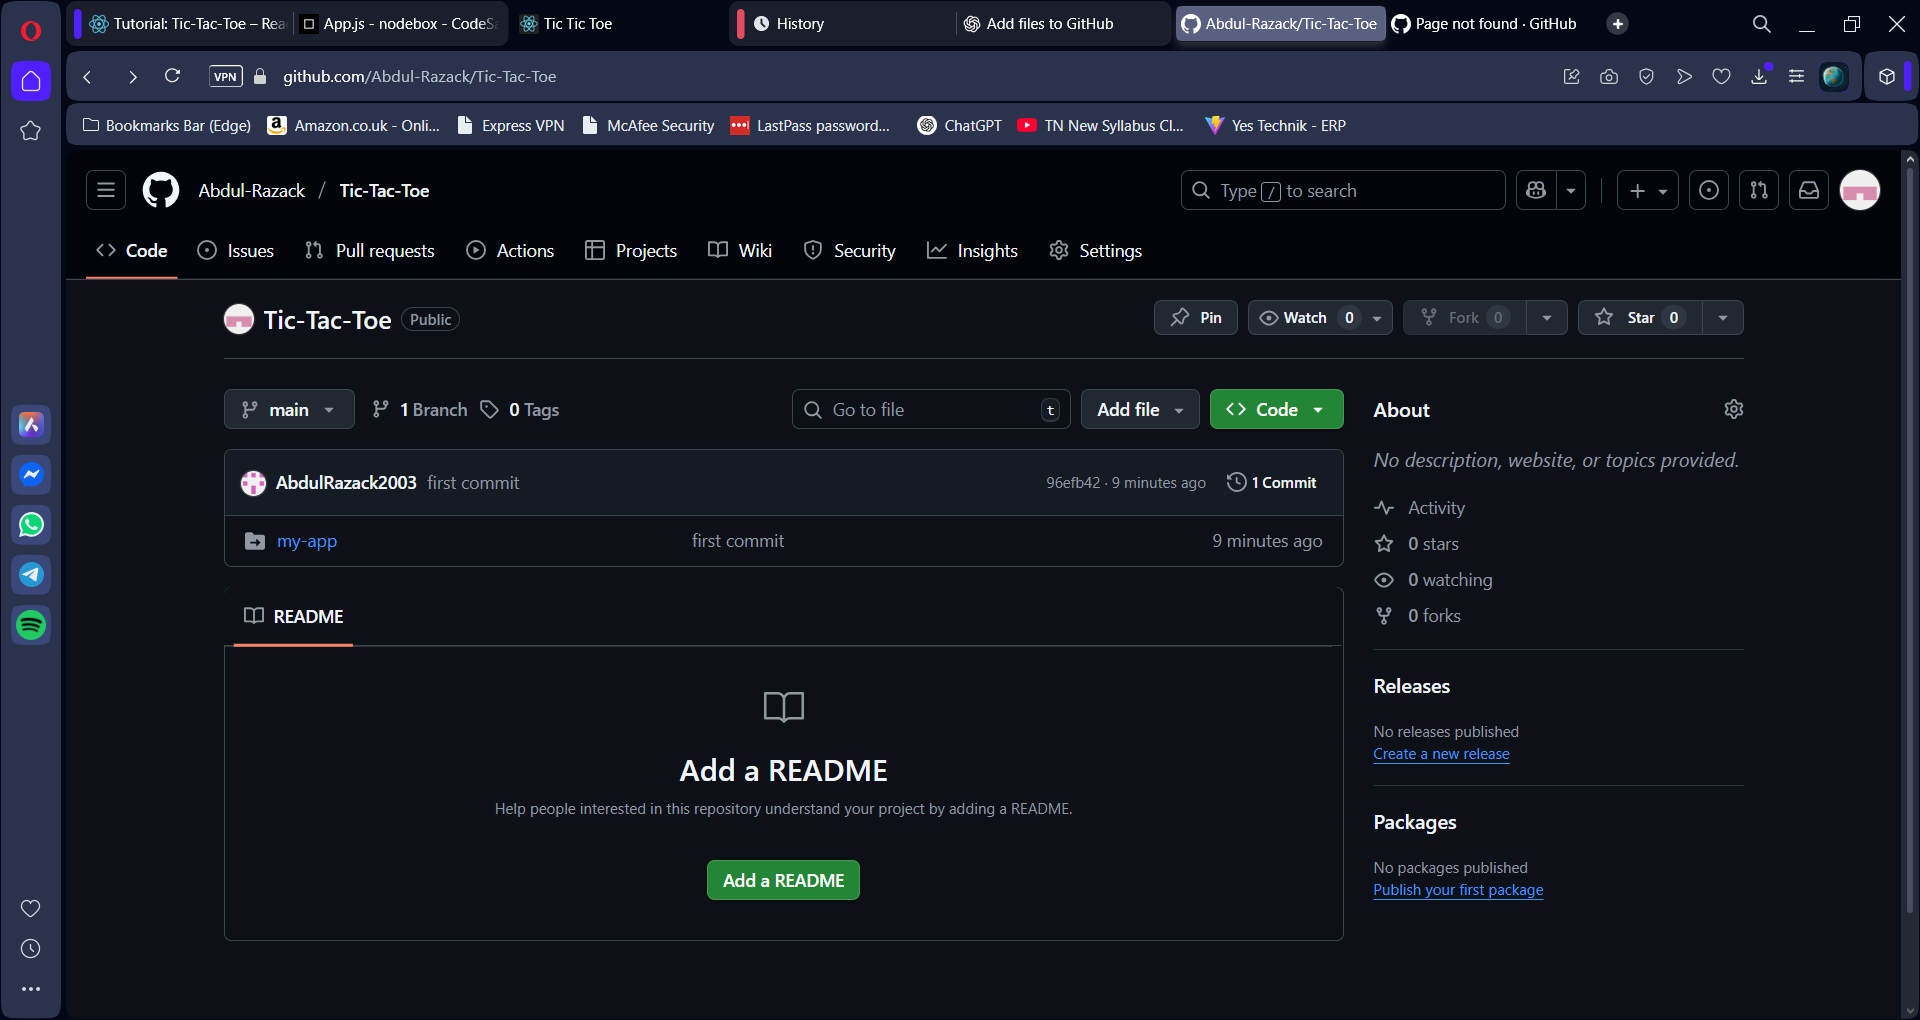 Tutorial: Tic-Tac-Toe – Rea
App.js - nodebox - CodeSa
Tic Tic Toe
History
Add files to GitHub
Abdul-Razack/Tic-Tac-Toe
Page not found · GitHub
VPN
github.com/Abdul-Razack/Tic-Tac-Toe
Bookmarks Bar (Edge)
Amazon.co.uk - Onli...
Express VPN
McAfee Security
LastPass password...
ChatGPT
TN New Syllabus Cl...
Yes Technik - ERP
Abdul-Razack / Tic-Tac-Toe
Type / to search
Code
Issues
Pull requests
Actions
Projects
Wiki
Security
Insights
Settings
Tic-Tac-Toe
Public
Pin
Watch 0
Fork 0
Star 0
main
1 Branch
0 Tags
Go to file
t
Add file
Code
AbdulRazack2003 first commit
96efb42 · 9 minutes ago
1 Commit
my-app
first commit
9 minutes ago
README
Add a README
Help people interested in this repository understand your project by adding a README.
Add a README
About
No description, website, or topics provided.
Activity
0 stars
0 watching
0 forks
Releases
No releases published
Create a new release
Packages
No packages published
Publish your first package